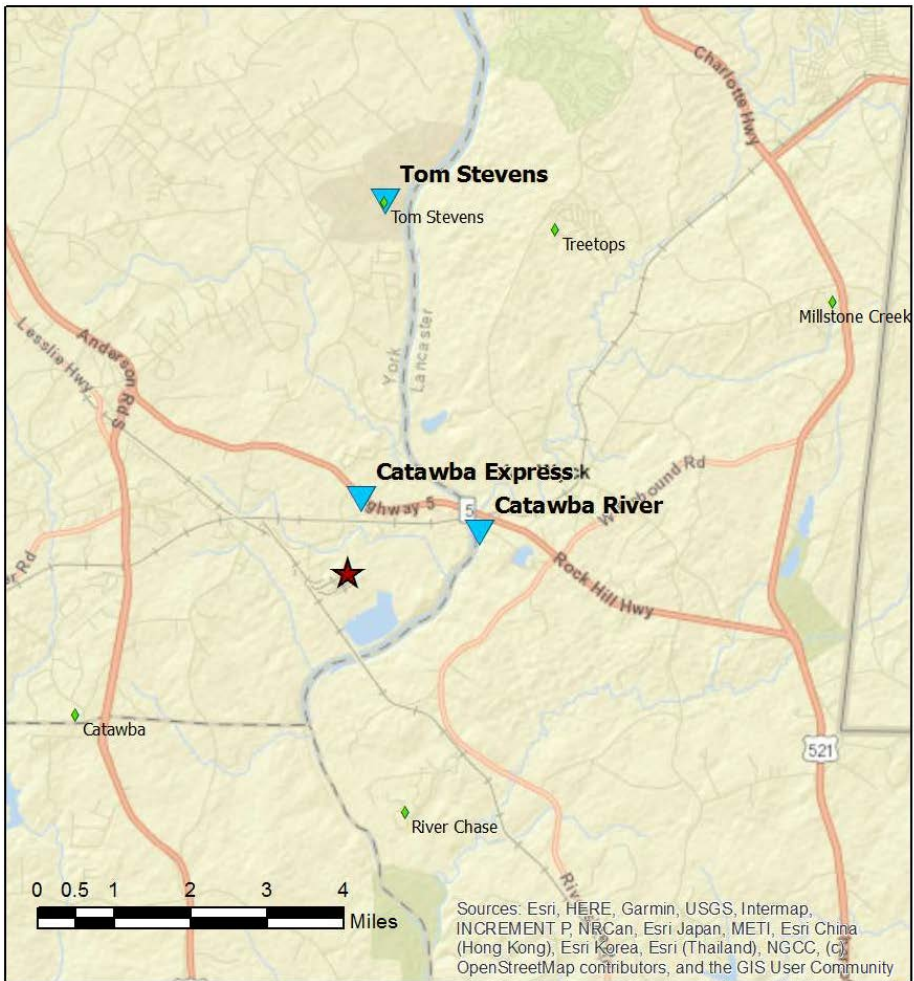 Charlotte Hwy
Tom Stevens
Tom Stevens
Treetops
Millstone Creek
York
Lancaster
Lesslie Hwy
Anderson Rd S
Catawba Express
Highway 5
5
Catawba River
Rd
Rock Hill Hwy
Rd
Catawba
521
River Chase
0 0.5 1 2 3 4
Miles
Sources: Esri, HERE, Garmin, USGS, Intermap,
INCREMENT P, NRCan, Esri Japan, METI, Esri China
(Hong Kong), Esri Korea, Esri (Thailand), NGCC, (c)
OpenStreetMap contributors, and the GIS User Community